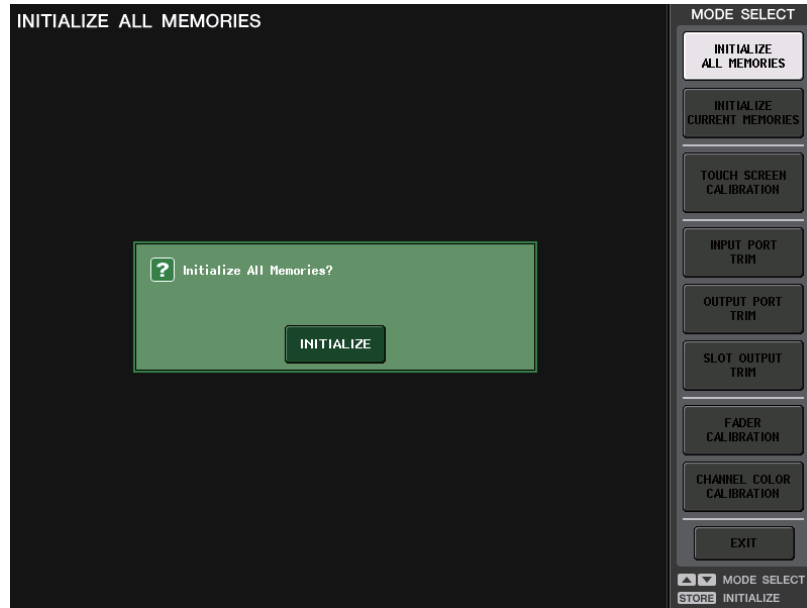 INITIALIZE ALL MEMORIES
? Initialize All Memories?
INITIALIZE
MODE SELECT
INITIALIZE
ALL MEMORIES
INITIALIZE
CURRENT MEMORIES
TOUCH SCREEN
CALIBRATION
INPUT PORT
TRIM
OUTPUT PORT
TRIM
SLOT OUTPUT
TRIM
FADER
CALIBRATION
CHANNEL COLOR
CALIBRATION
EXIT
▲ ▼ MODE SELECT
STORE INITIALIZE